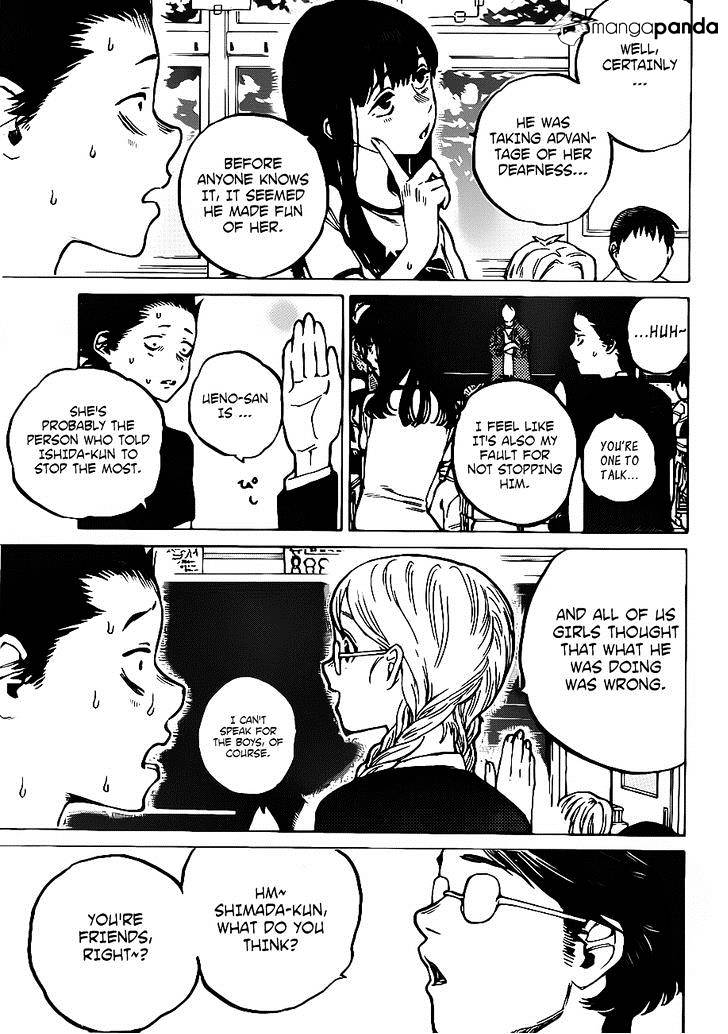 mangapanda
WELL,
CERTAINLY
...
HE WAS
TAKING ADVAN-
TAGE OF HER
DEAFNESS...
BEFORE
ANYONE KNOWS
IT, IT SEEMED
HE MADE FUN
OF HER.
...HUH~
YOU'RE
ONE TO
TALK...
I FEEL LIKE
IT'S ALSO MY
FAULT FOR
NOT STOPPING
HIM.
UENO-SAN
IS ...
SHE'S
PROBABLY THE
PERSON WHO TOLD
ISHIDA-KUN TO
STOP THE MOST.
AND ALL OF US
GIRLS THOUGHT
THAT WHAT HE
WAS DOING
WAS WRONG.
I CAN'T
SPEAK FOR
THE BOYS, OF
COURSE.
HM~
SHIMADA-KUN,
WHAT DO YOU
THINK?
YOU'RE
FRIENDS,
RIGHT~?